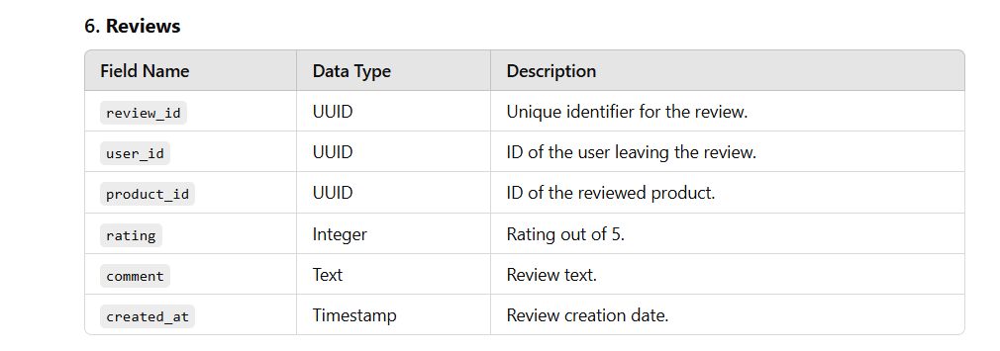 6. Reviews
Field Name Data Type Description
review_id UUID Unique identifier for the review.
user_id UUID ID of the user leaving the review.
product_id UUID ID of the reviewed product.
rating Integer Rating out of 5.
comment Text Review text.
created_at Timestamp Review creation date.